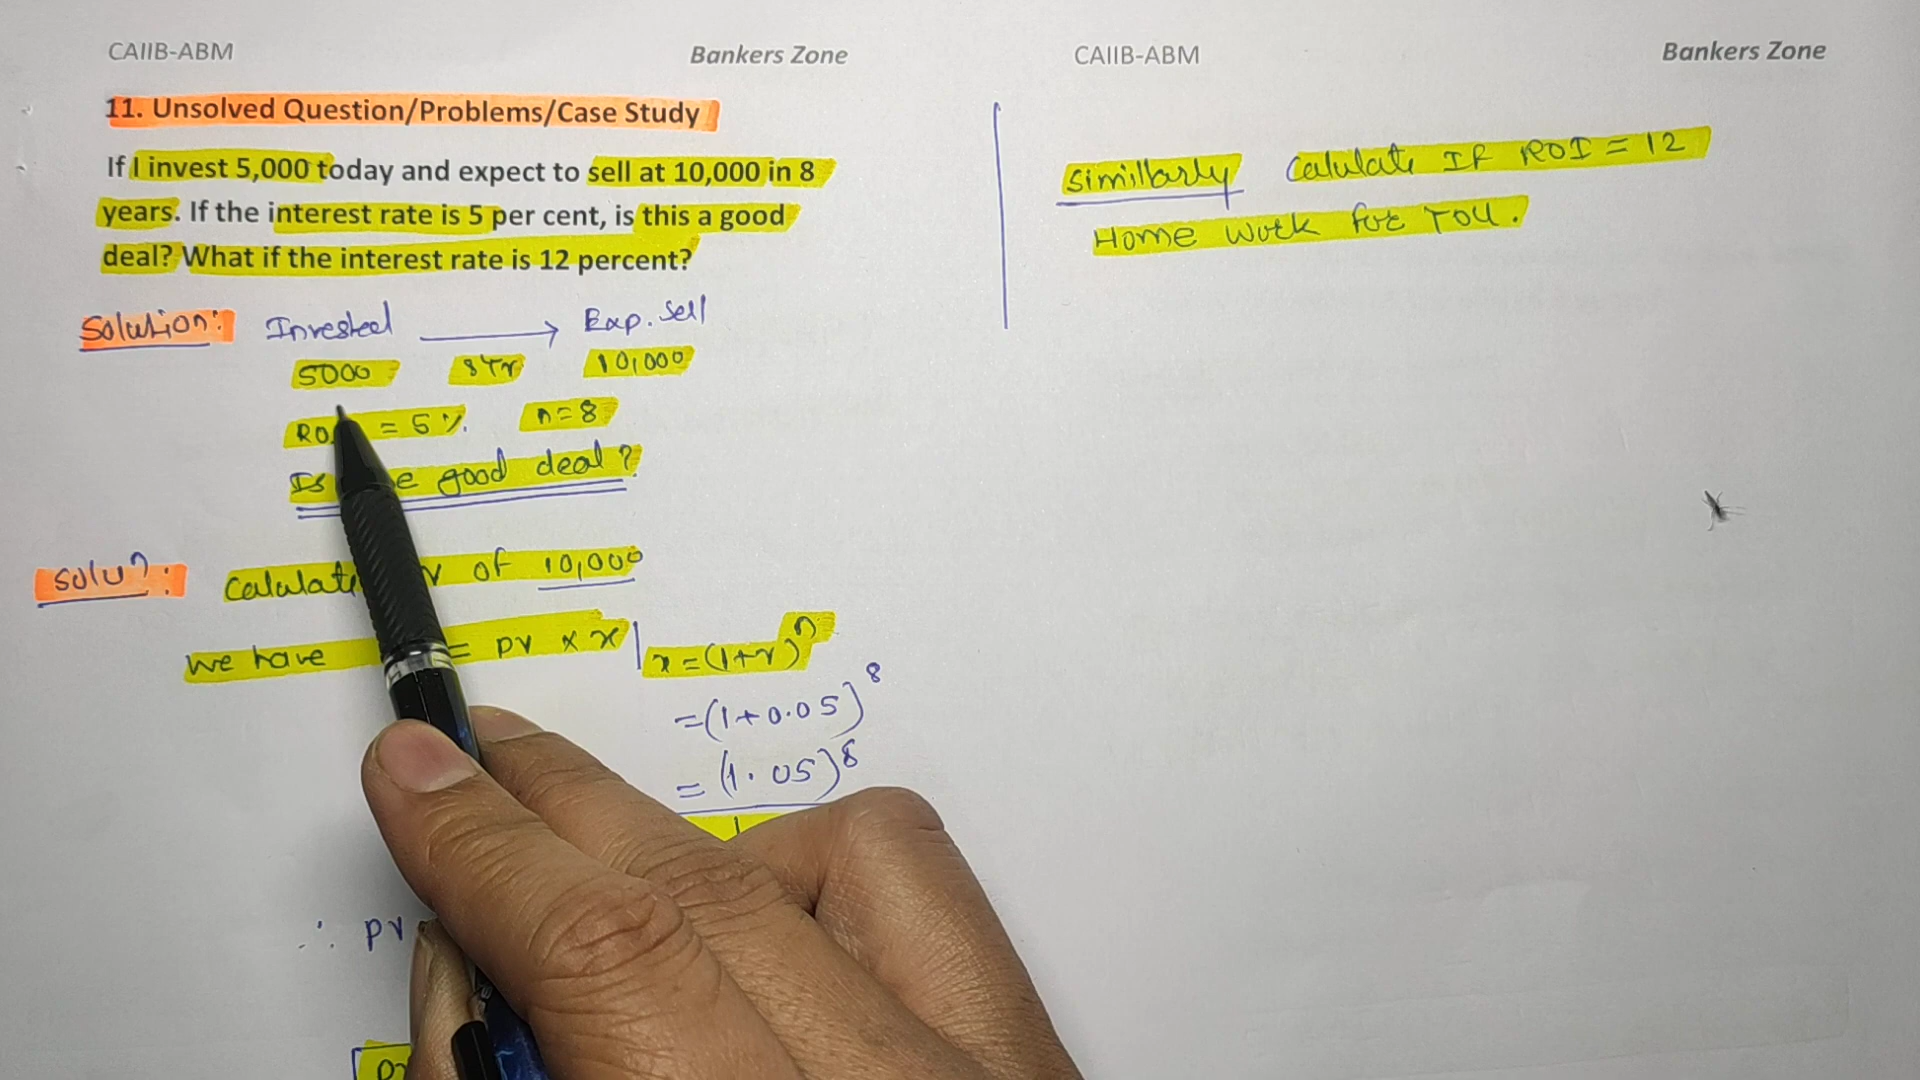 CAIIB-ABM Bankers Zone
11. Unsolved Question/Problems/Case Study
If I invest 5,000 today and expect to sell at 10,000 in 8
years. If the interest rate is 5 per cent, is this a good
deal? What if the interest rate is 12 percent?
Solution: Invested → Exp. Sell
5000 8Yr 10,000
= 5% n=8
Is good deal?
Solun: of 10,000
We have = PV × x | x = (1+r)^n
= (1+0.05)^8
= (1.05)^8
∴ PV
CAIIB-ABM Bankers Zone
Simillarly Calulate IF ROI = 12
Home Work for You.